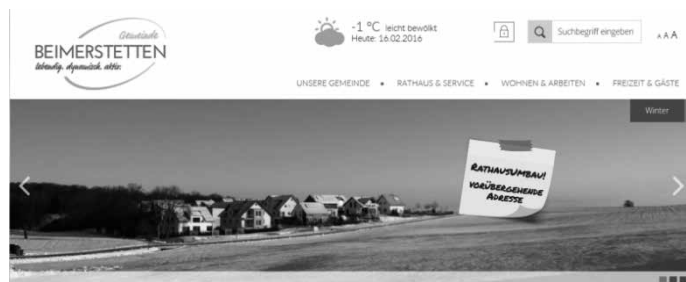 Gemeinde
BEIMERSTETTEN
lebendig. dynamisch. aktiv.
-1 °C leicht bewölkt
Heute: 16.02.2016
Suchbegriff eingeben
A A A
UNSERE GEMEINDE • RATHAUS & SERVICE • WOHNEN & ARBEITEN • FREIZEIT & GÄSTE
Winter
RATHAUSUMBAU!
VORÜBERGEHENDE
ADRESSE